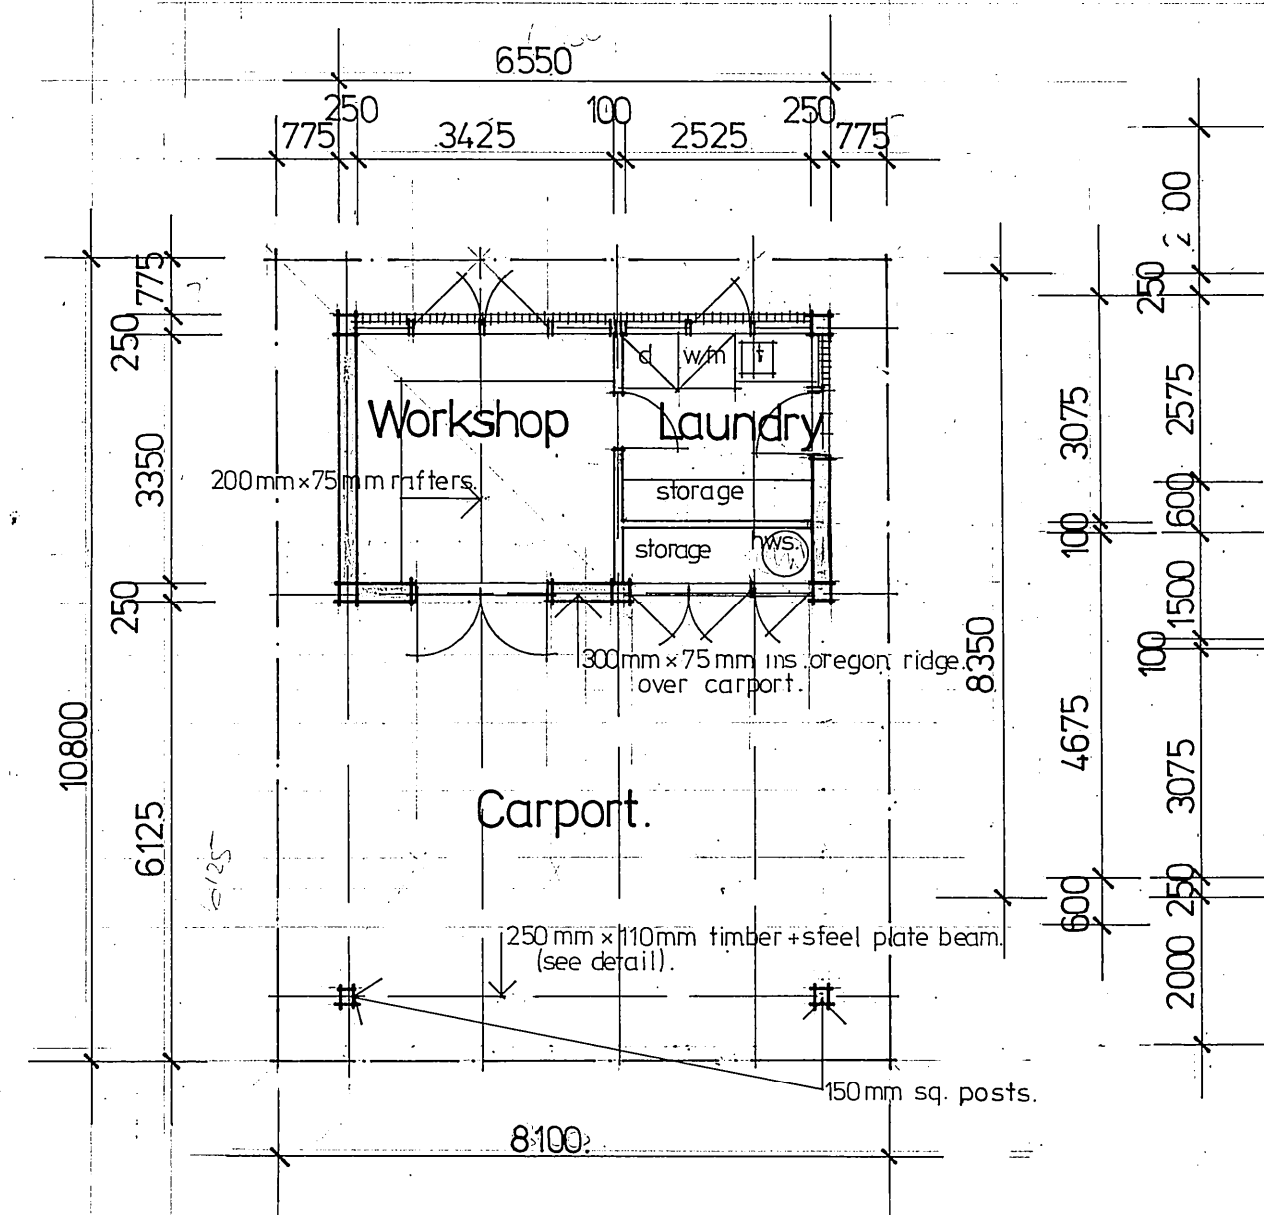 6550
250 100 250
775 3425 2525 775
775
250
250
2575
3075
d w/m t
Workshop Laundry
3350
200mm×75mm rafters.
storage
600
storage hws.
100
250
1500
300mm×75mm ins. oregon ridge.
over carport.
8350
100
10800
4675
3075
Carport.
6125
6125
600
250
250mm×110mm timber+steel plate beam.
(see detail).
2000
150mm sq. posts.
8100.